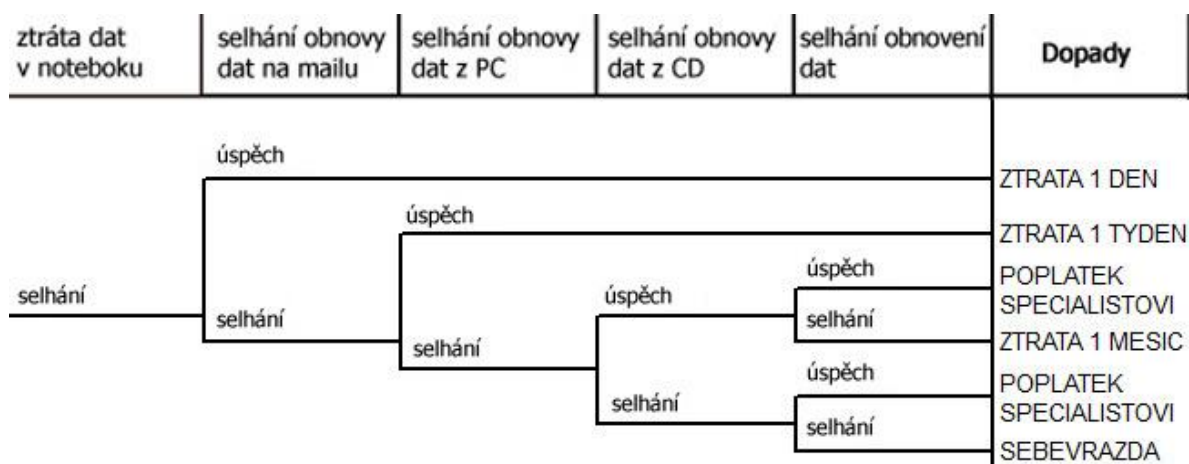 ztráta dat
v noteboku
selhání obnovy
dat na mailu
selhání obnovy
dat z PC
selhání obnovy
dat z CD
selhání obnovení
dat
Dopady
úspěch
ZTRATA 1 DEN
úspěch
ZTRATA 1 TYDEN
úspěch
POPLATEK
SPECIALISTOVI
selhání
úspěch
selhání
selhání
ZTRATA 1 MESIC
selhání
úspěch
POPLATEK
SPECIALISTOVI
selhání
selhání
SEBEVRAZDA